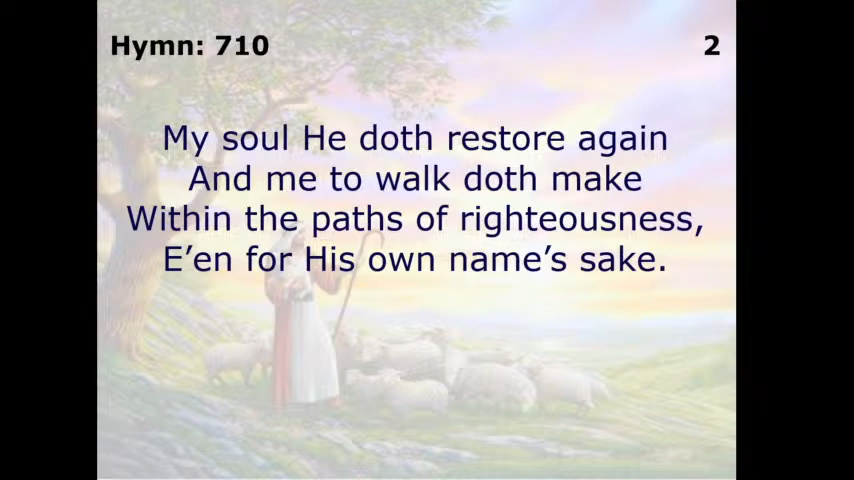 Hymn: 710
2
My soul He doth restore again
And me to walk doth make
Within the paths of righteousness,
E’en for His own name’s sake.